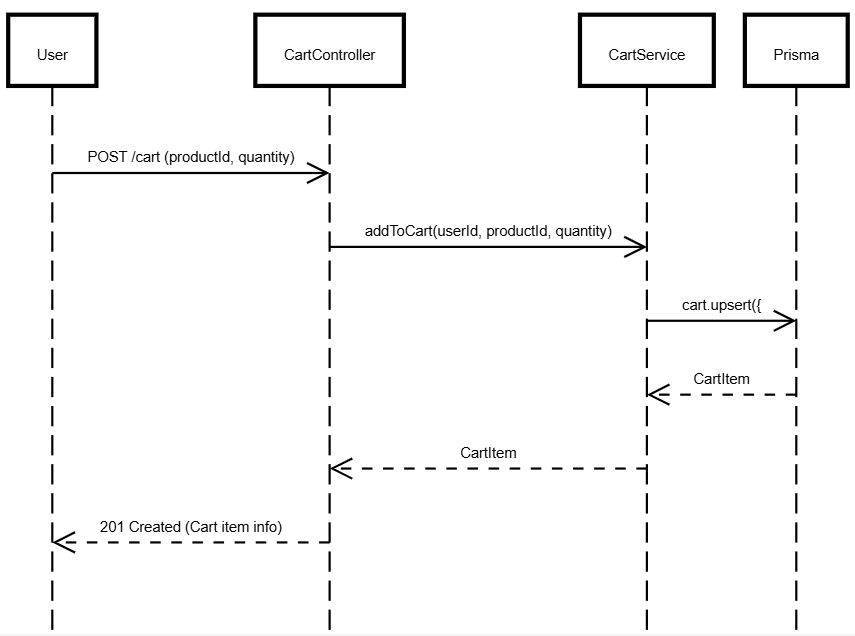 User
CartController
CartService
Prisma
POST /cart (productId, quantity)
addToCart(userId, productId, quantity)
cart.upsert({
CartItem
CartItem
201 Created (Cart item info)